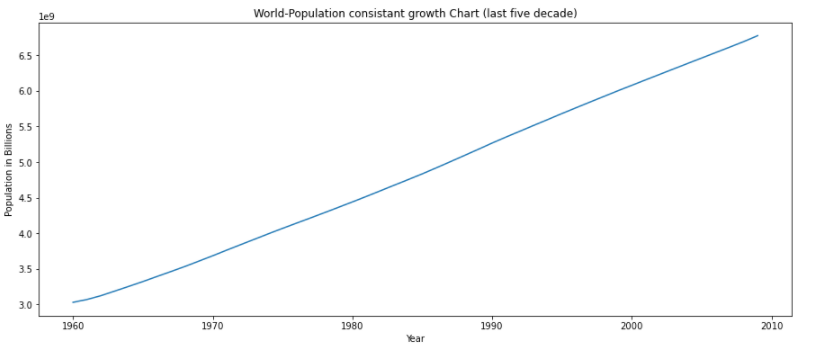 World-Population consistant growth Chart (last five decade)
1e9
6.5
6.0
5.5
5.0
4.5
4.0
3.5
3.0
Population in Billions
1960 1970 1980 1990 2000 2010
Year